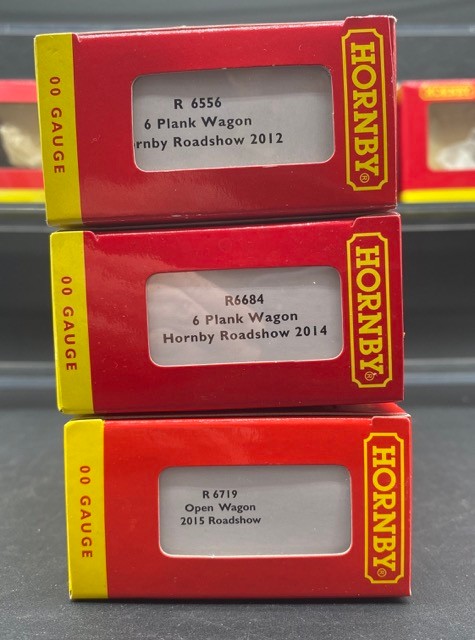 00 GAUGE
R 6556
6 Plank Wagon
rnby Roadshow 2012
HORNBY®
00 GAUGE
R6684
6 Plank Wagon
Hornby Roadshow 2014
HORNBY®
00 GAUGE
R 6719
Open Wagon
2015 Roadshow
HORNBY®